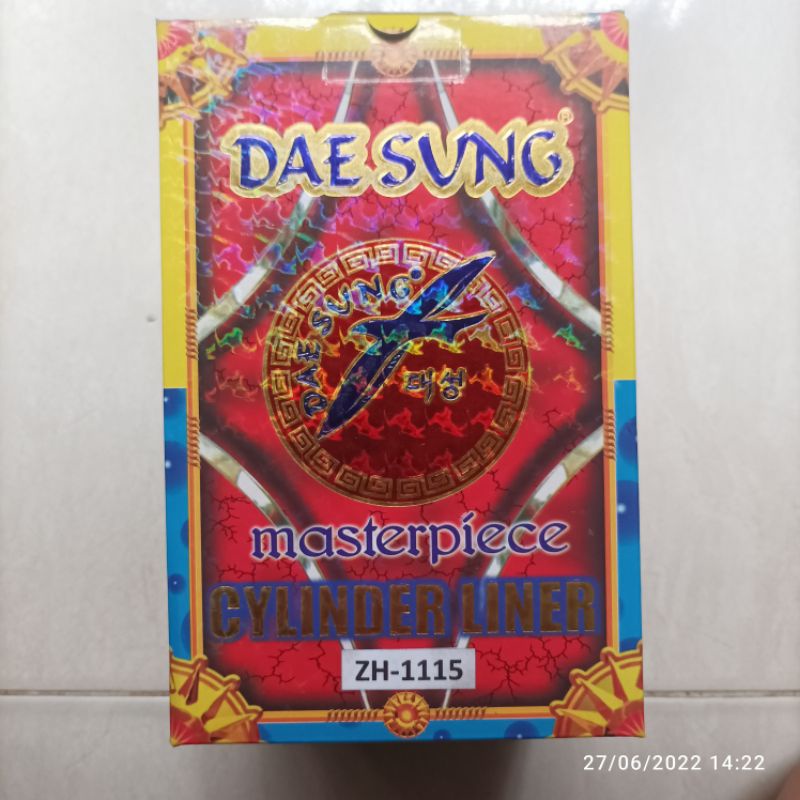 DAE SUNG®
DAE SUNG®
대성
masterpiece
CYLINDER LINER
ZH-1115
27/06/2022 14:22